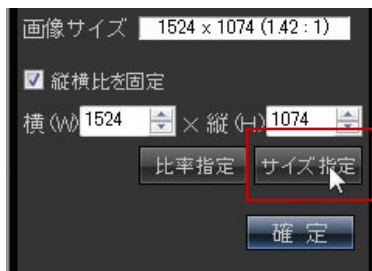 画像サイズ 1524 x 1074 (1.42 : 1)
縦横比を固定
横(W) 1524 × 縦(H) 1074
比率指定 サイズ指定
確 定